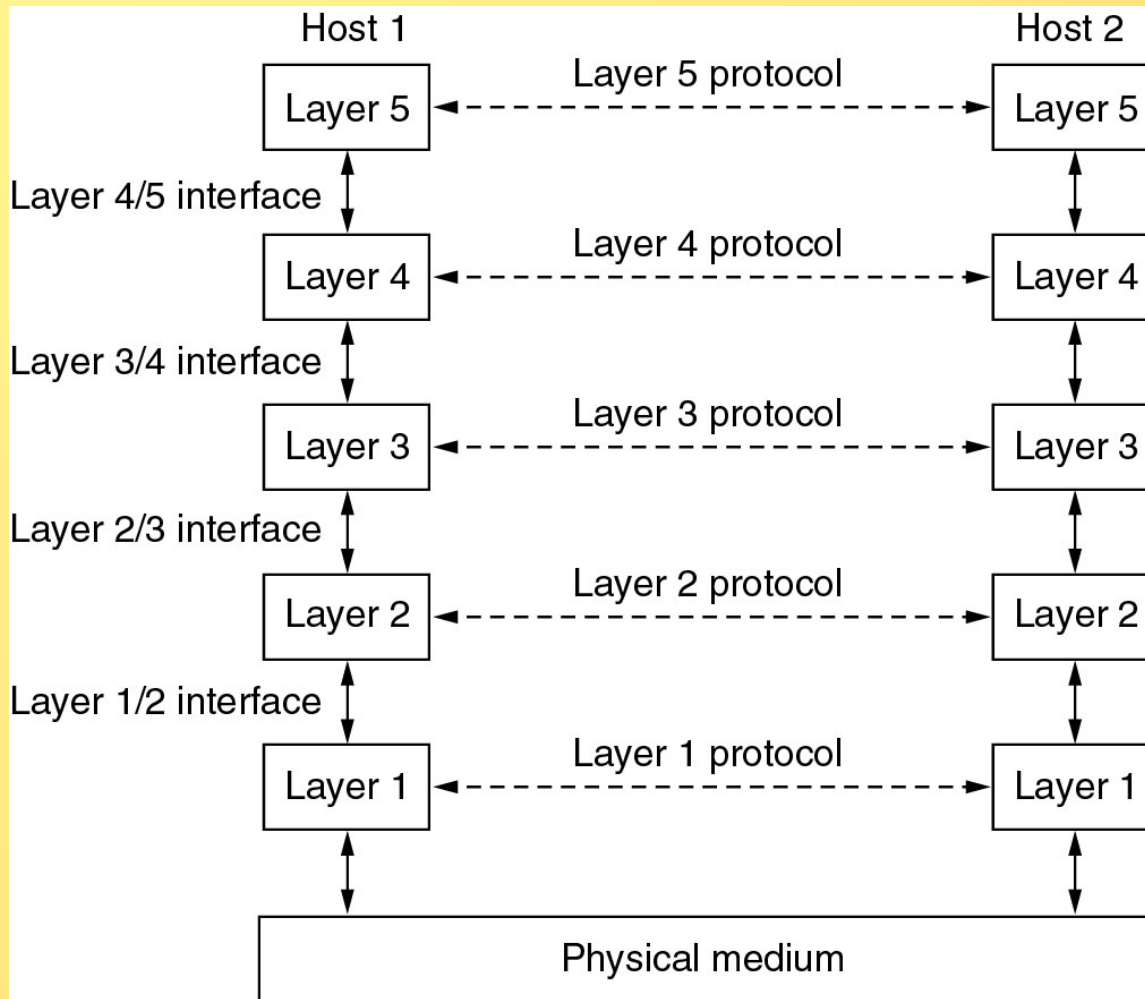 Host 1
Host 2
Layer 5 protocol
Layer 5
Layer 5
Layer 4/5 interface
Layer 4 protocol
Layer 4
Layer 4
Layer 3/4 interface
Layer 3 protocol
Layer 3
Layer 3
Layer 2/3 interface
Layer 2 protocol
Layer 2
Layer 2
Layer 1/2 interface
Layer 1 protocol
Layer 1
Layer 1
Physical medium